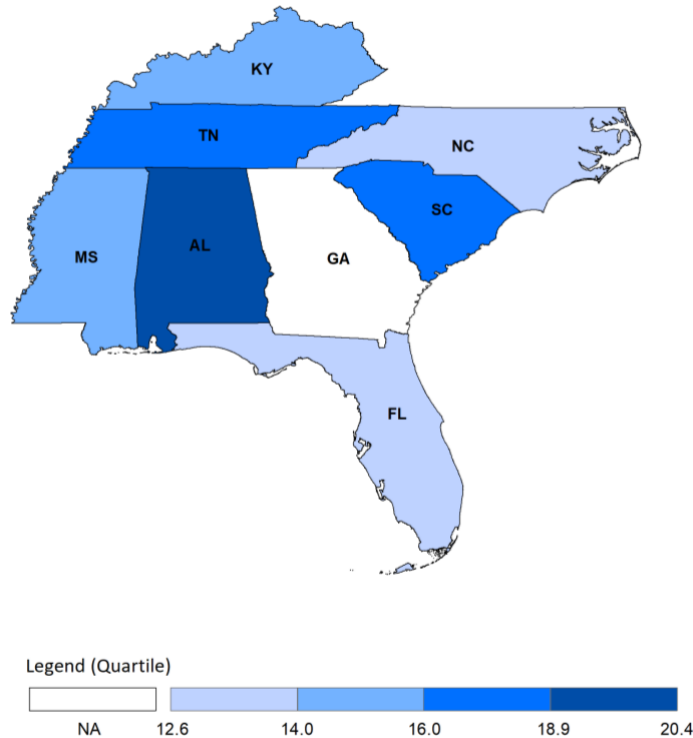 KY
TN
NC
SC
MS
AL
GA
FL
Legend (Quartile)
NA 12.6 14.0 16.0 18.9 20.4